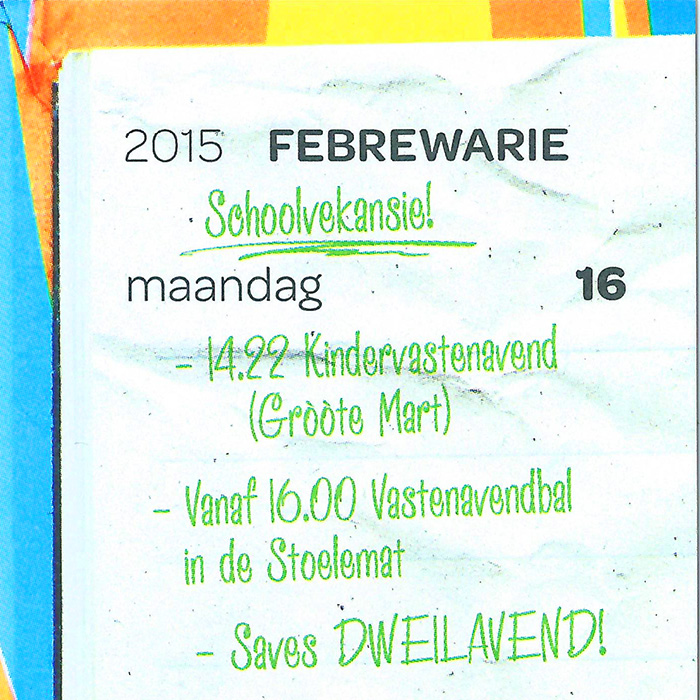 2015 FEBREWARIE
Schoolvekansie!
maandag 16
- 14.22 Kindervastenavend
(Gròòte Mart)
- Vanaf 16.00 Vastenavendbal
in de Stoelemat
- Saves DWEILAVEND!